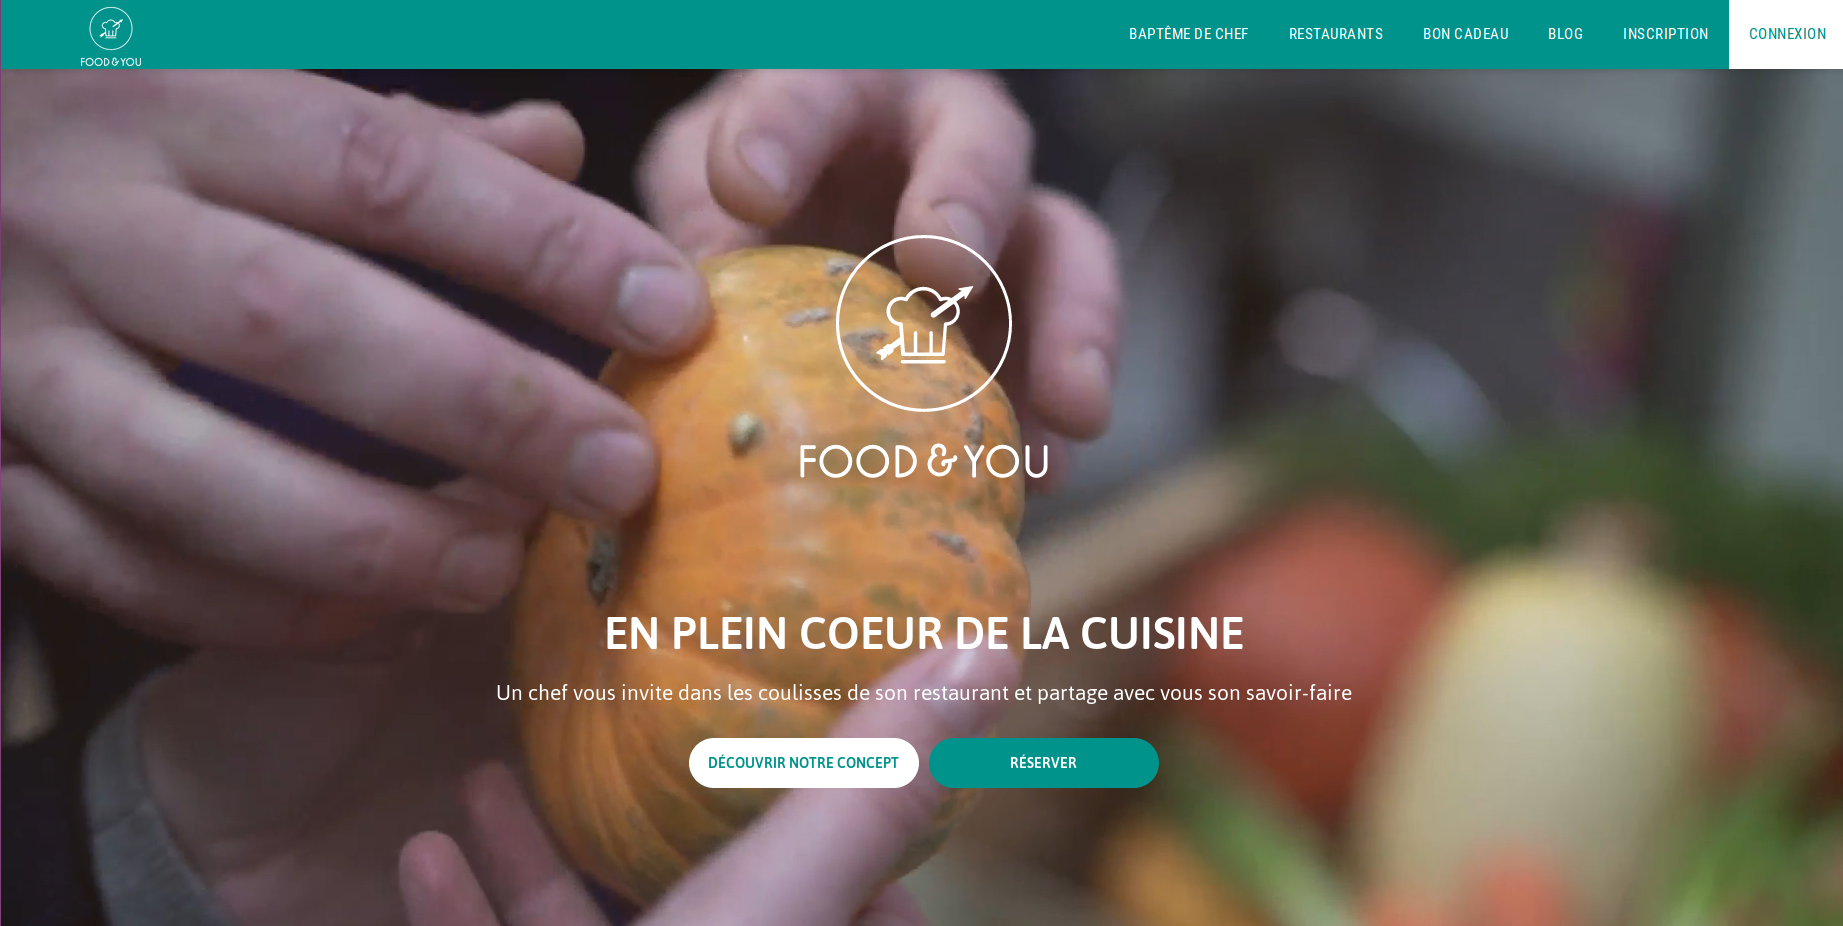 FOOD & YOU
BAPTÊME DE CHEF
RESTAURANTS
BON CADEAU
BLOG
INSCRIPTION
CONNEXION
FOOD & YOU
EN PLEIN COEUR DE LA CUISINE
Un chef vous invite dans les coulisses de son restaurant et partage avec vous son savoir-faire
DÉCOUVRIR NOTRE CONCEPT
RÉSERVER